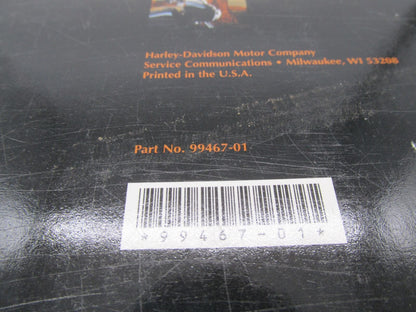 Harley-Davidson Motor Company
Service Communications • Milwaukee, WI 53208
Printed in the U.S.A.
Part No. 99467-01
*99467-01*